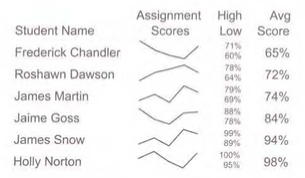 Assignment High Avg
Student Name Scores Low Score
Frederick Chandler 71% 60% 65%
Roshawn Dawson 78% 64% 72%
James Martin 79% 69% 74%
Jaime Goss 88% 78% 84%
James Snow 99% 89% 94%
Holly Norton 100% 95% 98%